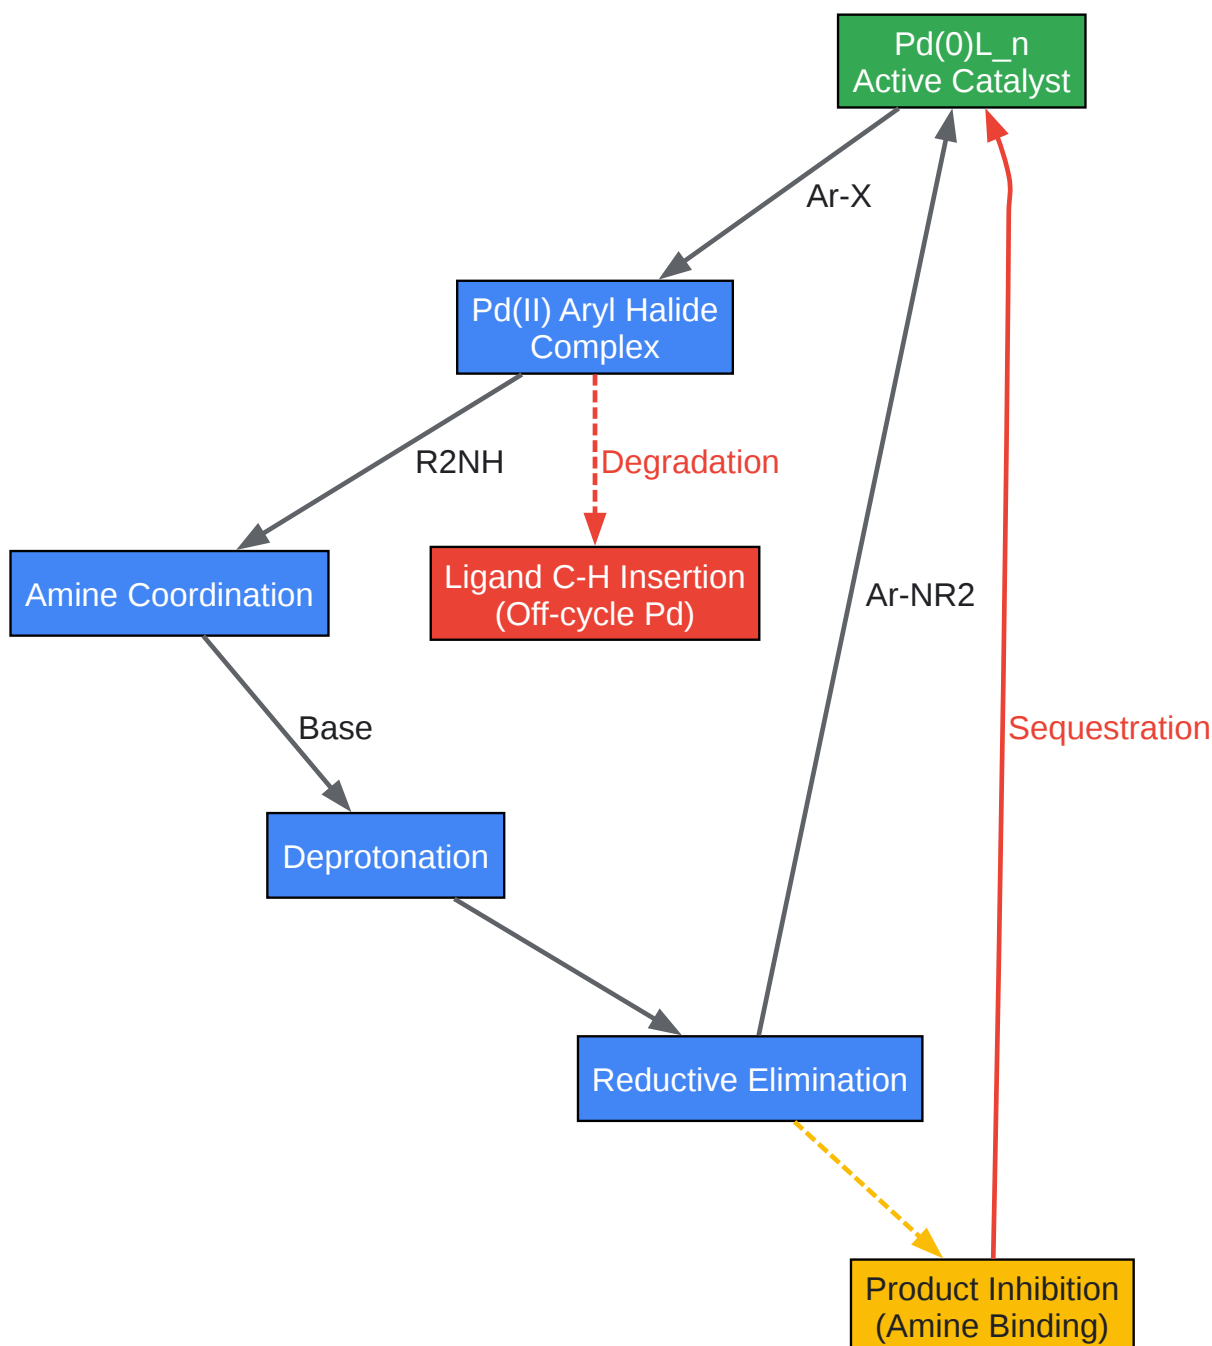 Pd(0)L_n
Active Catalyst
Ar-X
Pd(II) Aryl Halide
Complex
R2NH
Degradation
Amine Coordination
Ligand C-H Insertion
(Off-cycle Pd)
Ar-NR2
Base
Sequestration
Deprotonation
Reductive Elimination
Product Inhibition
(Amine Binding)